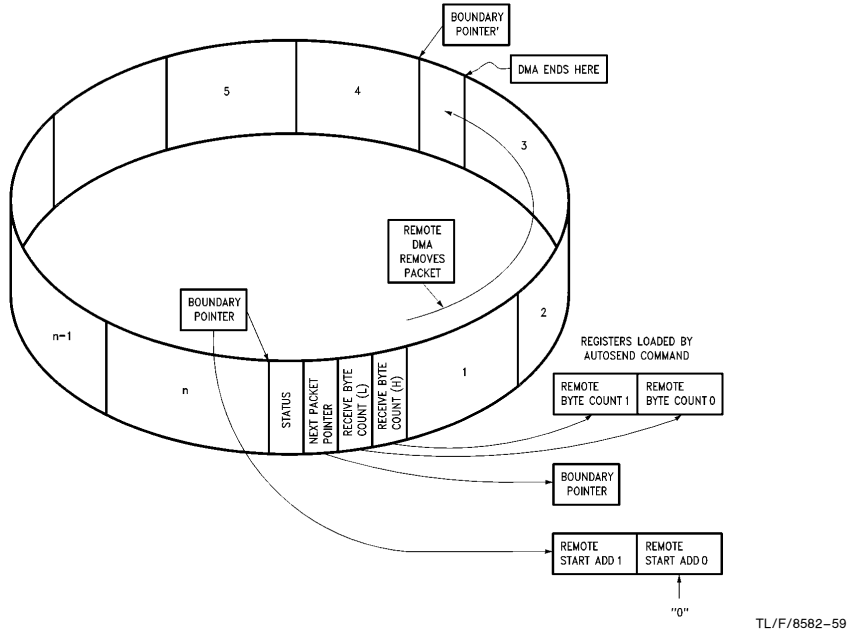 BOUNDARY
POINTER'
DMA ENDS HERE
5
4
3
REMOTE
DMA
REMOVES
PACKET
BOUNDARY
POINTER
2
n-1
n
STATUS
NEXT PACKET
POINTER
RECEIVE BYTE
COUNT (L)
RECEIVE BYTE
COUNT (H)
1
REGISTERS LOADED BY
AUTOSEND COMMAND
REMOTE
BYTE COUNT 1
REMOTE
BYTE COUNT 0
BOUNDARY
POINTER
REMOTE
START ADD 1
REMOTE
START ADD 0
"0"
TL/F/8582–59